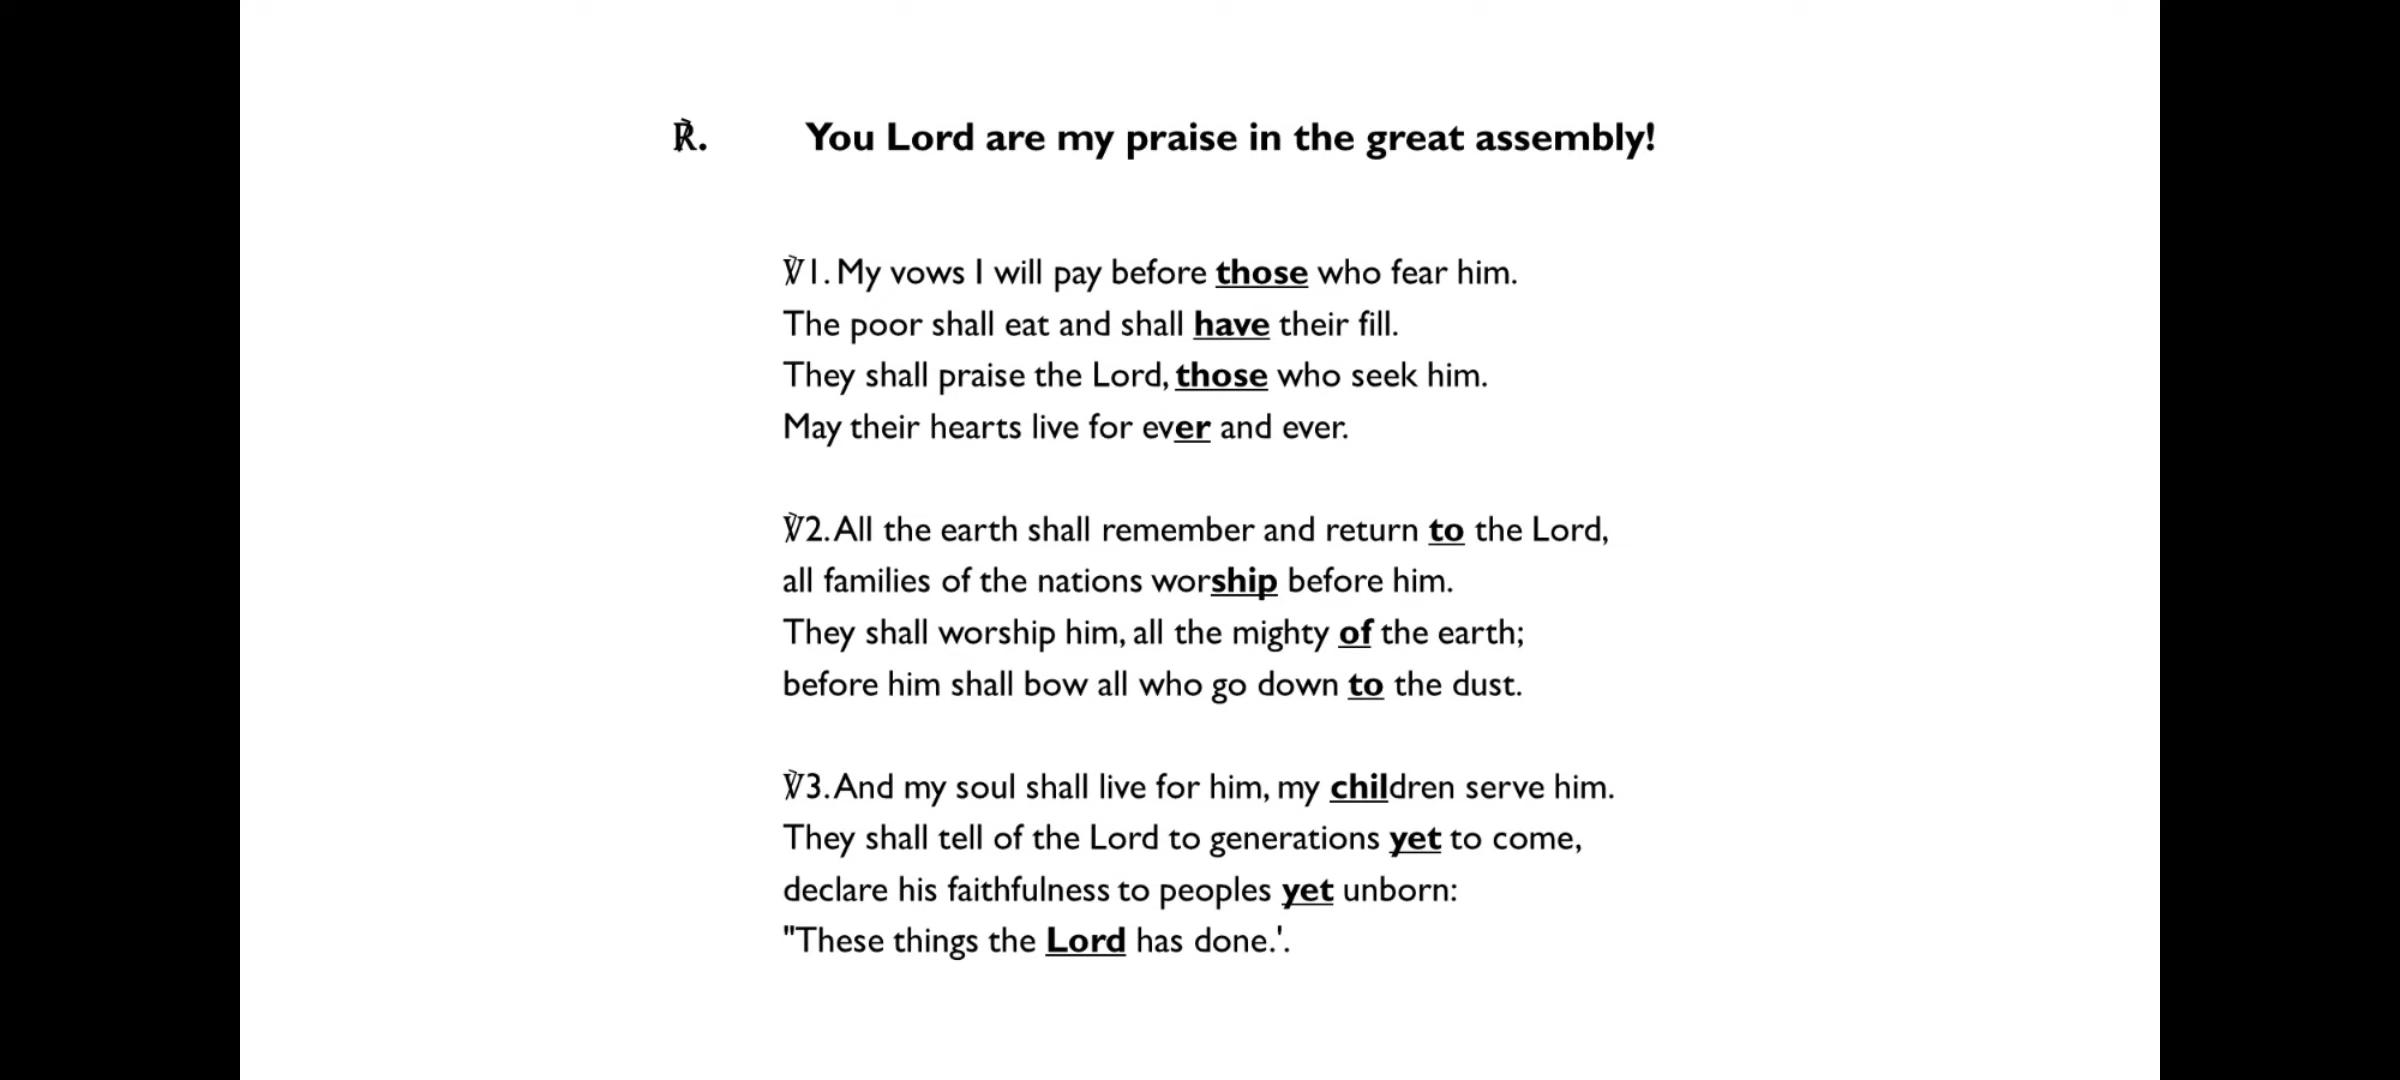 ℟. You Lord are my praise in the great assembly!
℣1. My vows I will pay before those who fear him.
The poor shall eat and shall have their fill.
They shall praise the Lord, those who seek him.
May their hearts live for ever and ever.
℣2. All the earth shall remember and return to the Lord,
all families of the nations worship before him.
They shall worship him, all the mighty of the earth;
before him shall bow all who go down to the dust.
℣3. And my soul shall live for him, my children serve him.
They shall tell of the Lord to generations yet to come,
declare his faithfulness to peoples yet unborn:
"These things the Lord has done.'.